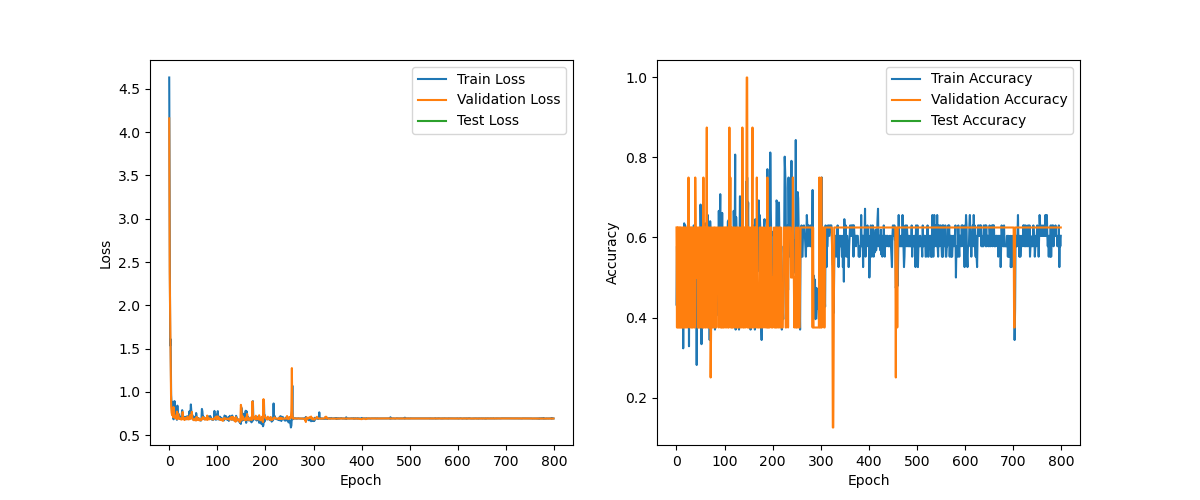 Train Loss
Validation Loss
Test Loss
4.5
4.0
3.5
3.0
2.5
2.0
1.5
1.0
0.5
Loss
0 100 200 300 400 500 600 700 800
Epoch
Train Accuracy
Validation Accuracy
Test Accuracy
1.0
0.8
0.6
0.4
0.2
Accuracy
0 100 200 300 400 500 600 700 800
Epoch